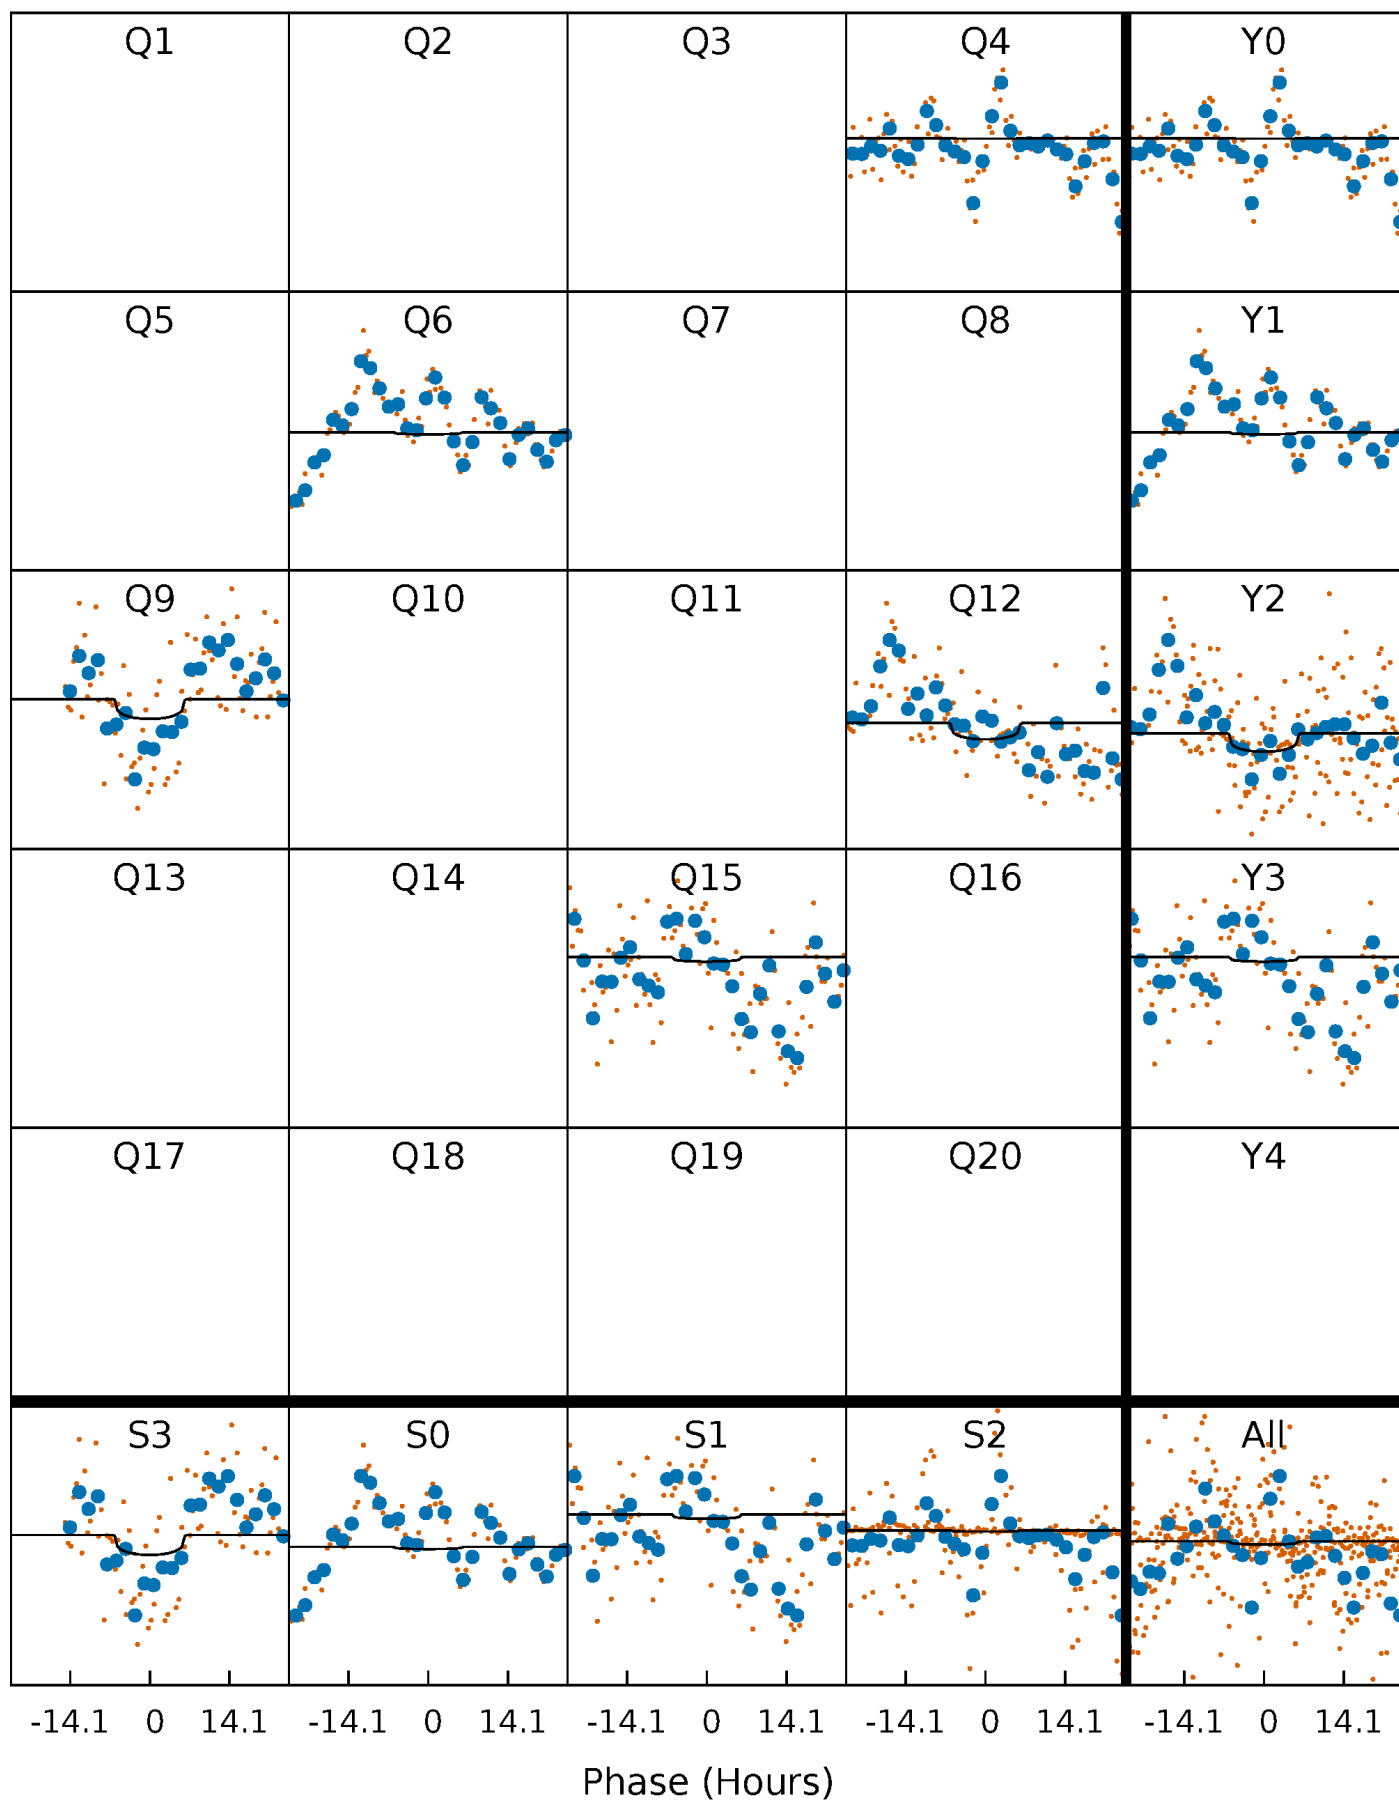 Q1 Q2 Q3 Q4 Y0
Q5 Q6 Q7 Q8 Y1
Q9 Q10 Q11 Q12 Y2
Q13 Q14 Q15 Q16 Y3
Q17 Q18 Q19 Q20 Y4
S3 S0 S1 S2 All
-14.1 0 14.1 -14.1 0 14.1 -14.1 0 14.1 -14.1 0 14.1 -14.1 0 14.1
Phase (Hours)